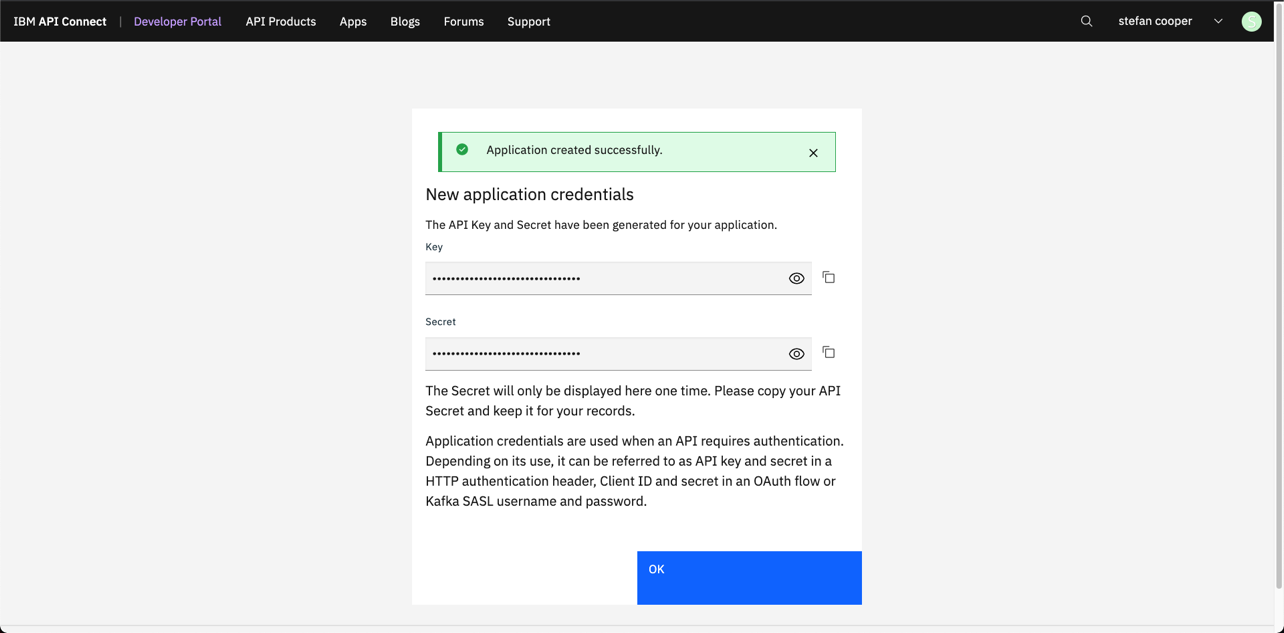 IBM API Connect | Developer Portal API Products Apps Blogs Forums Support stefan cooper S
Application created successfully.
New application credentials
The API Key and Secret have been generated for your application.
Key
••••••••••••••••••••••••••••••••
Secret
••••••••••••••••••••••••••••••••
The Secret will only be displayed here one time. Please copy your API
Secret and keep it for your records.
Application credentials are used when an API requires authentication.
Depending on its use, it can be referred to as API key and secret in a
HTTP authentication header, Client ID and secret in an OAuth flow or
Kafka SASL username and password.
OK